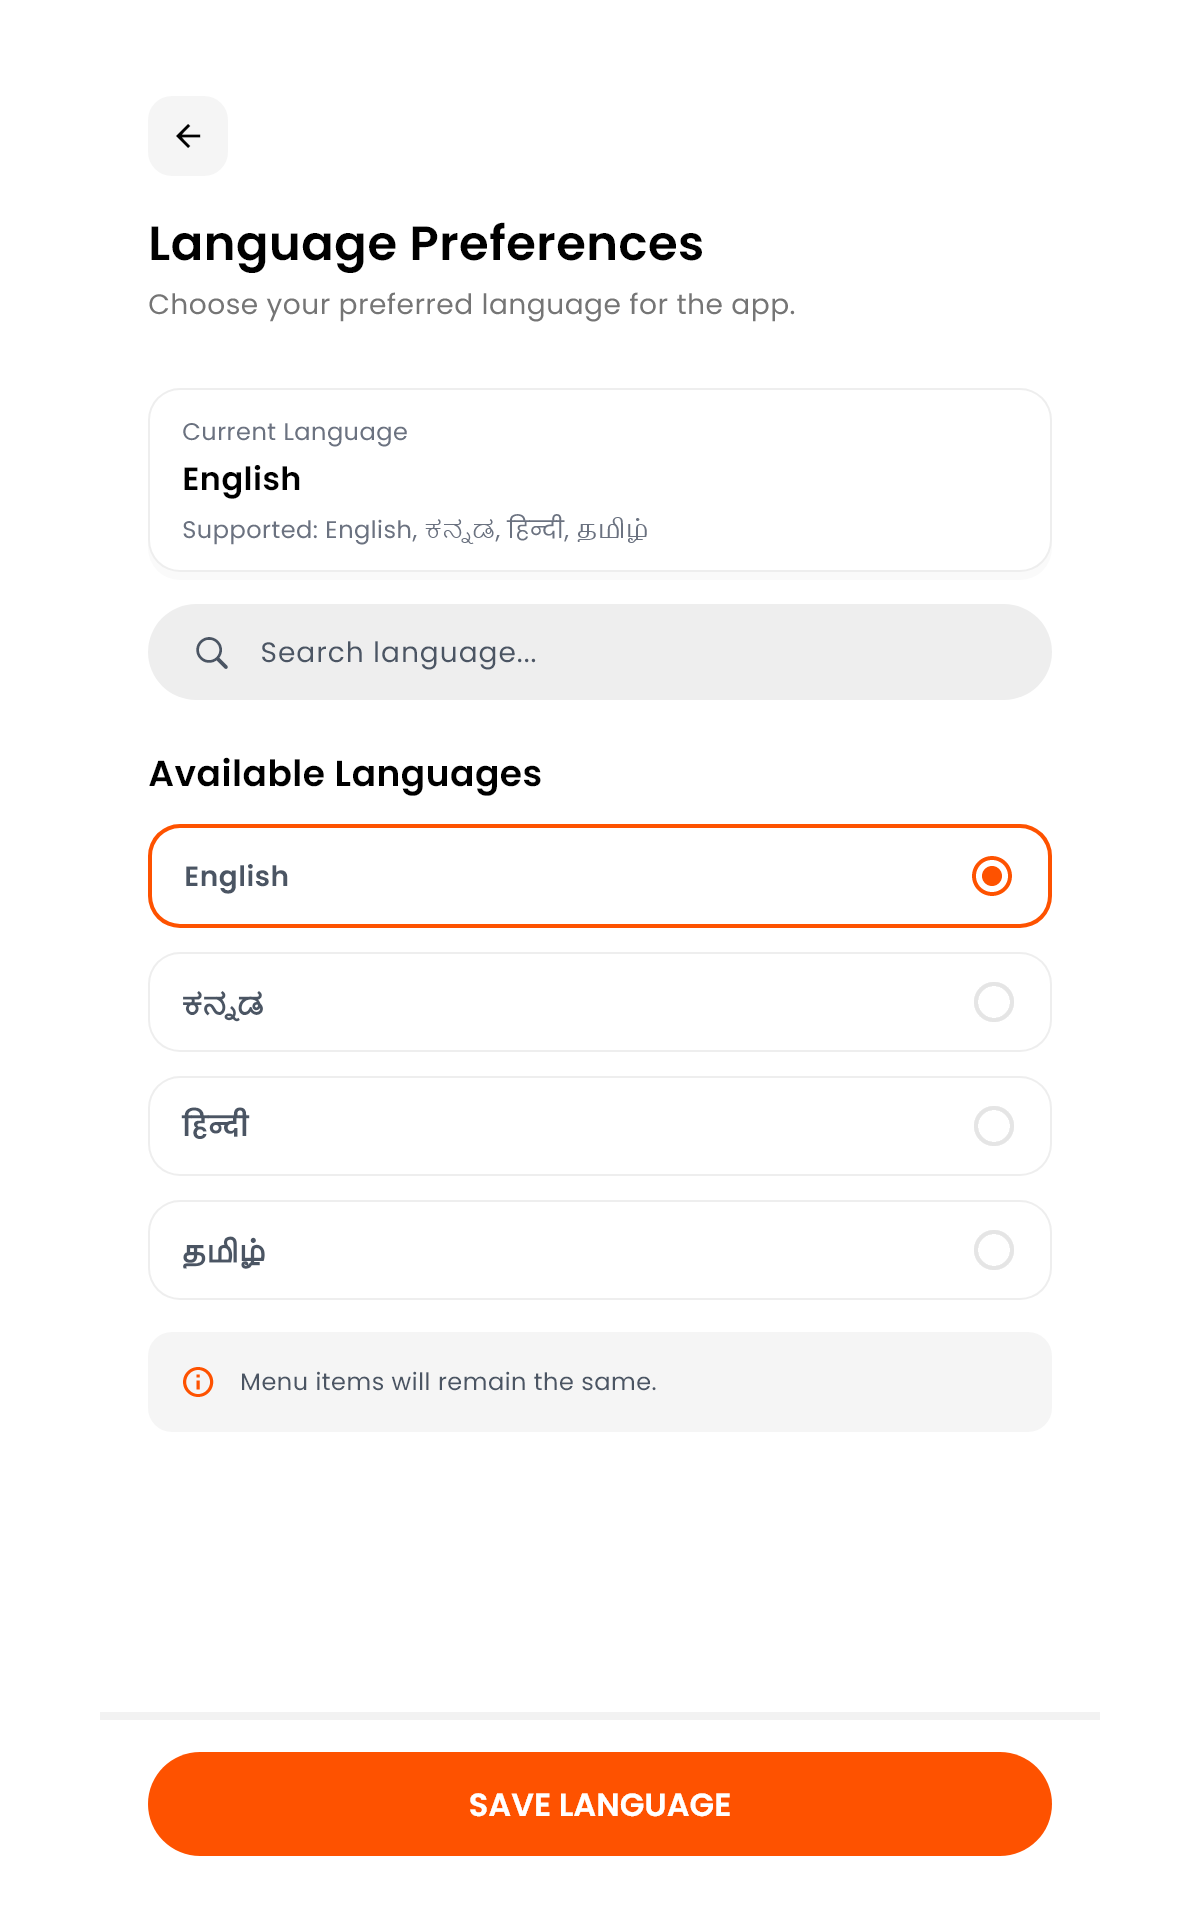 Language Preferences
Choose your preferred language for the app.
Current Language
English
Supported: English, ಕನ್ನಡ, हिन्दी, தமிழ்
Search language...
Available Languages
English
ಕನ್ನಡ
हिन्दी
தமிழ்
Menu items will remain the same.
SAVE LANGUAGE